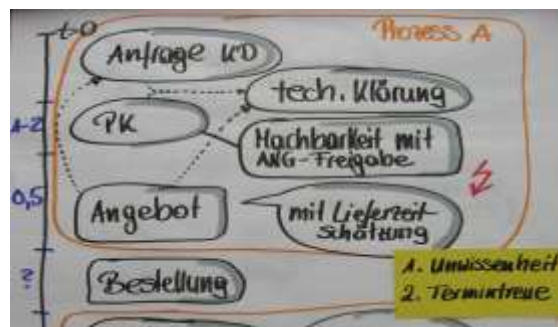 t0
Prozess A
Anfrage KD
tech. Klärung
1-2
PK
Machbarkeit mit
ANG-Freigabe
0,5
Angebot
mit Lieferzeit-
schätzung
Bestellung
1. Unwissenheit
2. Termintreue